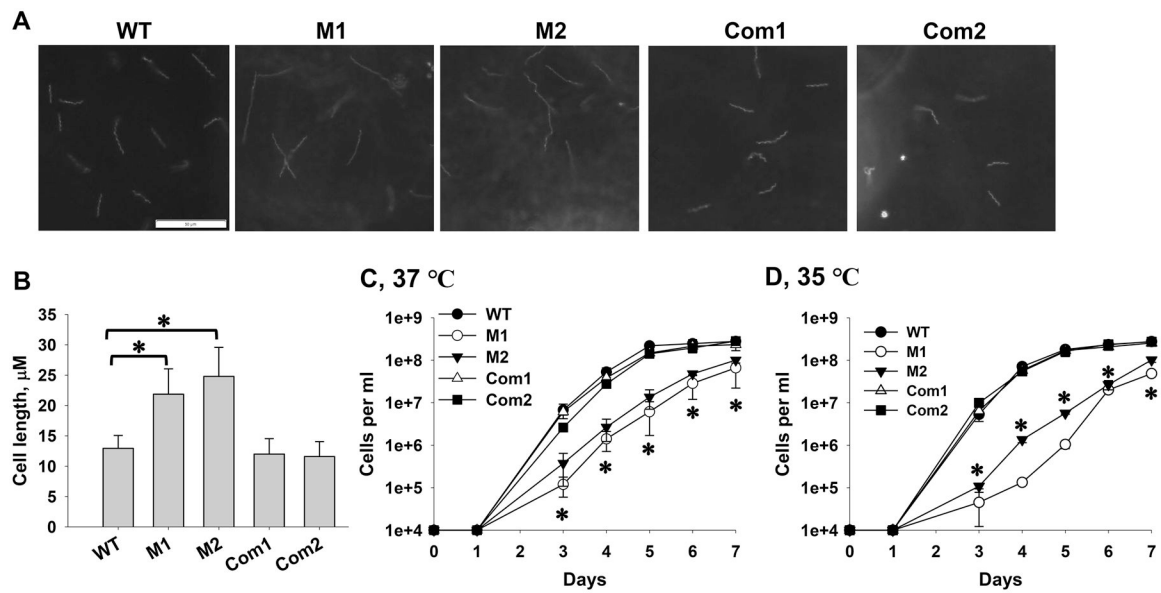 A
WT
M1
M2
Com1
Com2
B
Cell length, μM
35
30
25
20
15
10
5
0
*
*
WT
M1
M2
Com1
Com2
C, 37 °C
WT
M1
M2
Com1
Com2
Cells per ml
1e+9
1e+8
1e+7
1e+6
1e+5
1e+4
*
*
*
*
*
0 1 2 3 4 5 6 7
Days
D, 35 °C
WT
M1
M2
Com1
Com2
Cells per ml
1e+9
1e+8
1e+7
1e+6
1e+5
1e+4
*
*
*
*
*
0 1 2 3 4 5 6 7
Days